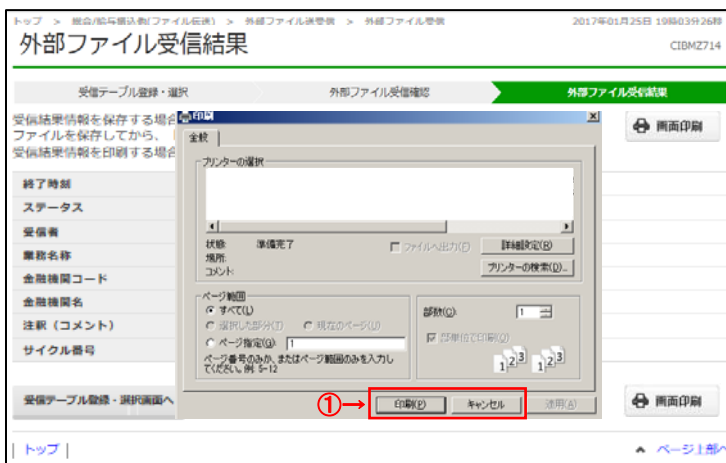 トップ > 総合/給与振込他(ファイル伝送) > 外部ファイル送受信 > 外部ファイル受信 2017年01月25日 19時03分26秒
外部ファイル受信結果 CIBMZ714
受信テーブル登録・選択 外部ファイル受信確認 外部ファイル受信結果
受信結果情報を保存する場合
ファイルを保存してから、
受信結果情報を印刷する場合
画面印刷
終了時刻
ステータス
受信者
業務名称
金融機関コード
金融機関名
注釈(コメント)
サイクル番号
印刷
全般
プリンターの選択
状態: 準備完了
場所:
コメント:
ファイルへ出力(F) 詳細設定(R)
プリンターの検索(D)...
ページ範囲
すべて(L)
選択した部分(T) 現在のページ(U)
ページ指定(G): 1
ページ番号のみか、またはページ範囲のみを入力し
てください。例: 5-12
部数(C): 1
部単位で印刷(O)
1 2 3 1 2 3
①→ 印刷(P) キャンセル 適用(A)
受信テーブル登録・選択画面へ 画面印刷
| トップ | ページ上部へ